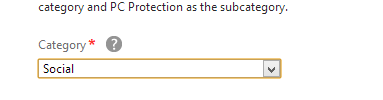 category and PC Protection as the subcategory.
Category * ?
Social